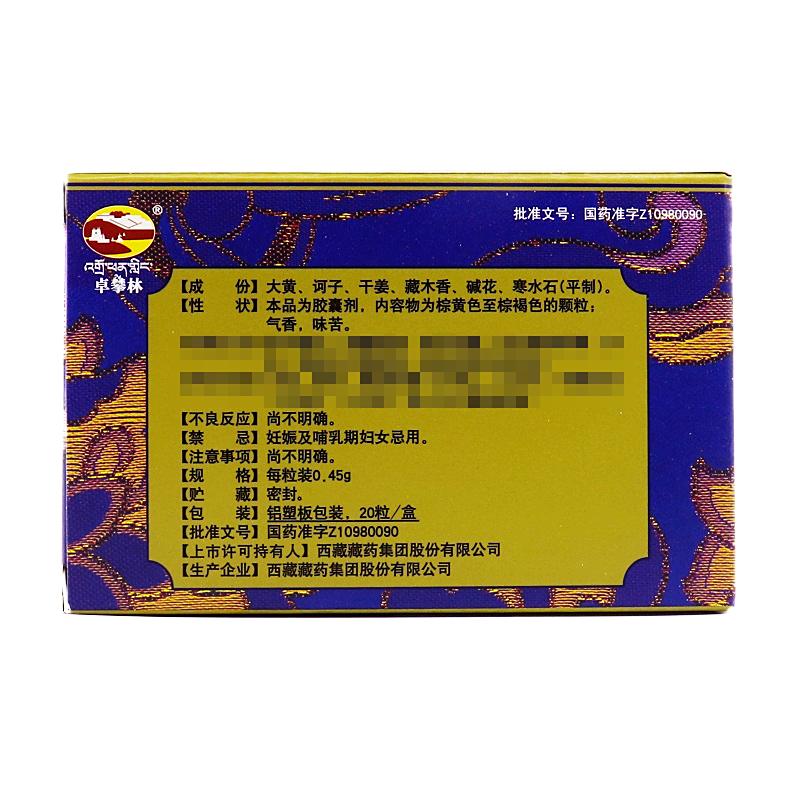 批准文号：国药准字Z10980090
®
འགྲོ་ཕན་གླིང་
卓攀林
【成　份】大黄、诃子、干姜、藏木香、碱花、寒水石(平制)。
【性　状】本品为胶囊剂，内容物为棕黄色至棕褐色的颗粒；
气香，味苦。
【不良反应】尚不明确。
【禁　忌】妊娠及哺乳期妇女忌用。
【注意事项】尚不明确。
【规　格】每粒装0.45g
【贮　藏】密封。
【包　装】铝塑板包装，20粒/盒
【批准文号】国药准字Z10980090
【上市许可持有人】西藏藏药集团股份有限公司
【生产企业】西藏藏药集团股份有限公司